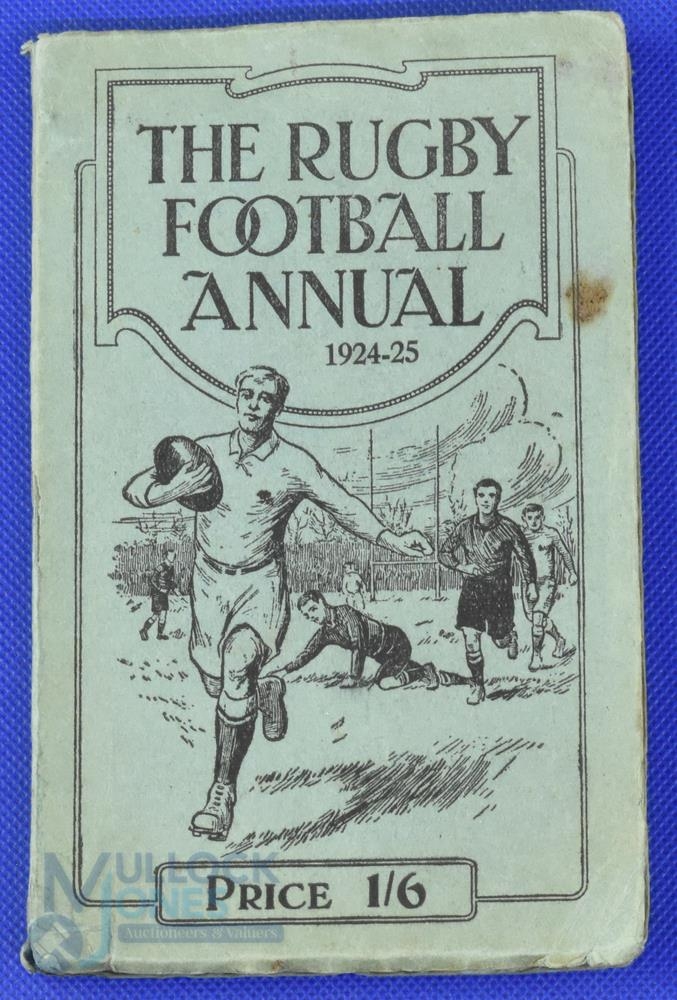 THE RUGBY
FOOTBALL
ANNUAL
1924-25
PRICE 1/6
MULLOCK
JONES
Auctioneers & Valuers